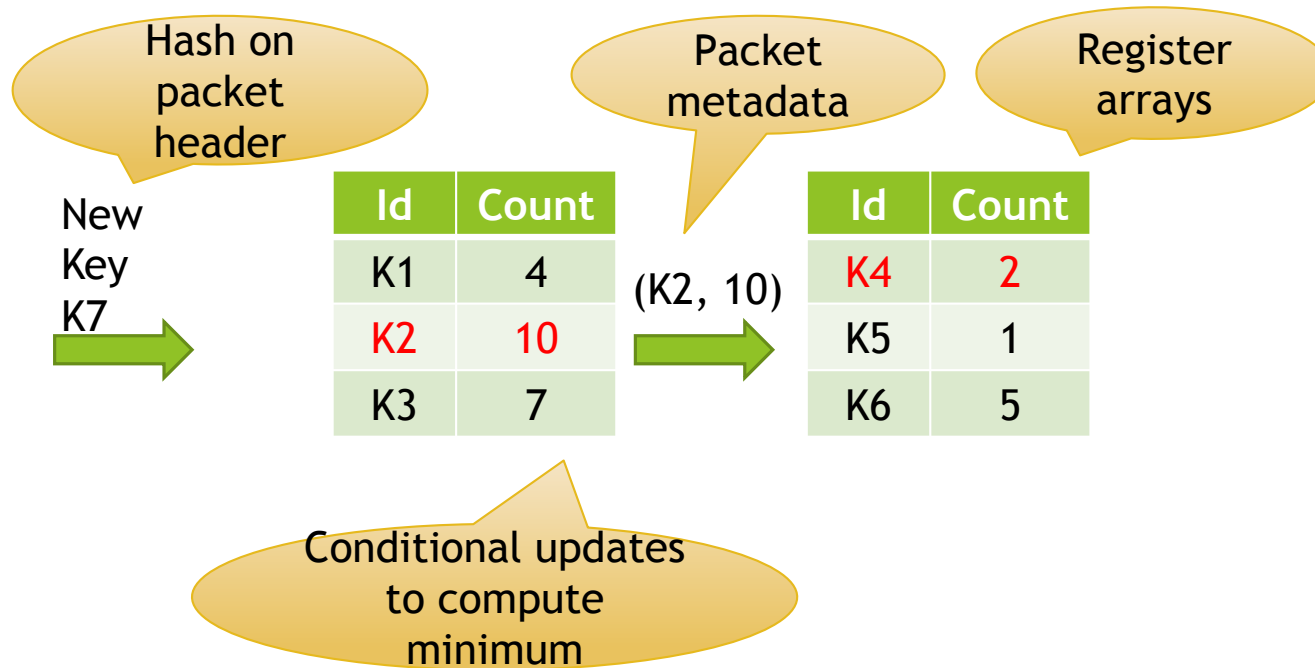 Hash on
packet
header
Packet
metadata
Register
arrays
New
Key
K7
Id Count
K1 4
K2 10
K3 7
(K2, 10)
Id Count
K4 2
K5 1
K6 5
Conditional updates
to compute
minimum